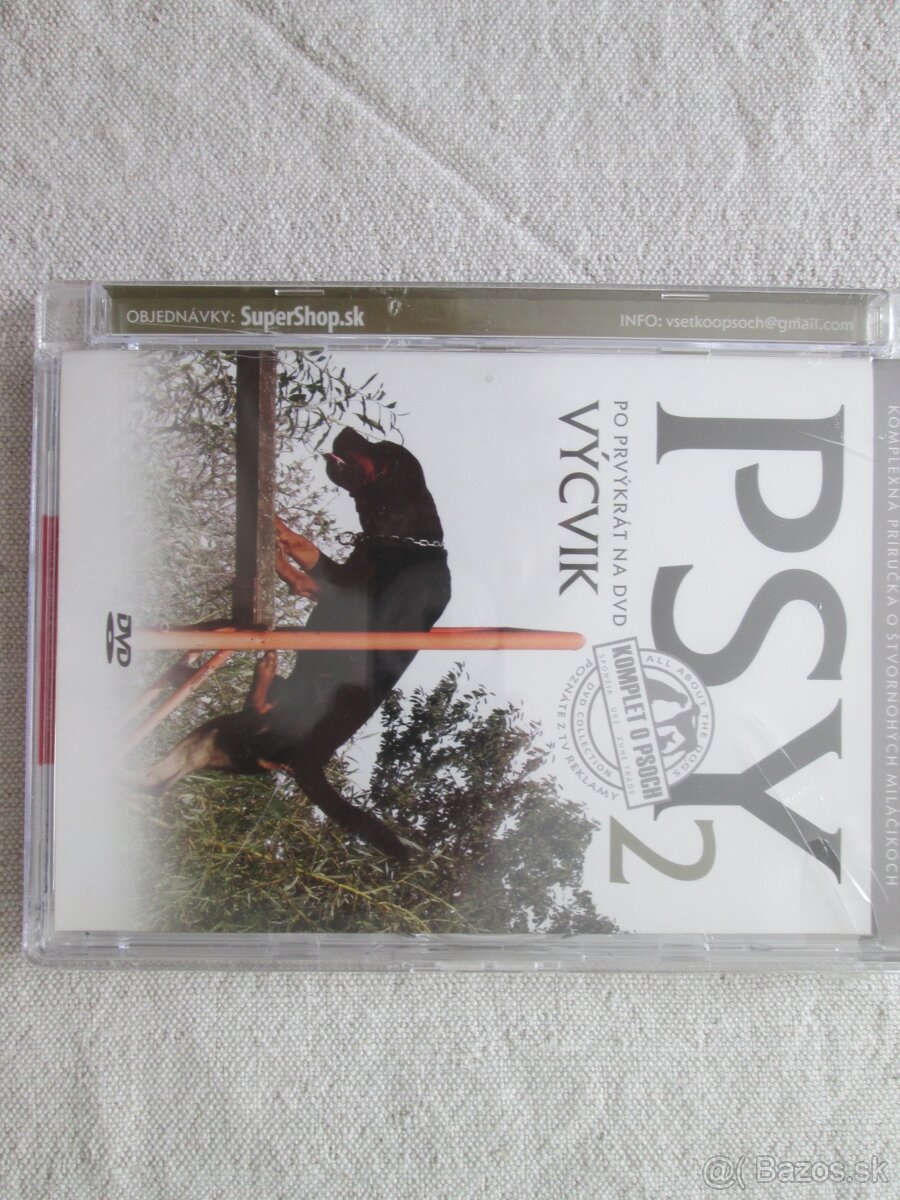 KOMPLEXNÁ PRÍRUČKA O ŠTVORNOHÝCH MILÁČIKOCH
PSY 2
PO PRVÝKRÁT NA DVD
VÝCVIK
ALL ABOUT THE DOGS
KOMPLET O PSOCH
DVD COLLECTION
POZNÁTE Z TV REKLAMY
DVD
OBJEDNÁVKY: SuperShop.sk
INFO: vsetkoopsoch@gmail.com
@( Bazos.sk